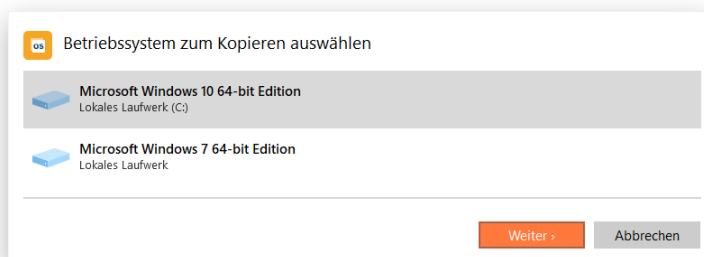 os
Betriebssystem zum Kopieren auswählen
Microsoft Windows 10 64-bit Edition
Lokales Laufwerk (C:)
Microsoft Windows 7 64-bit Edition
Lokales Laufwerk
Weiter ›
Abbrechen